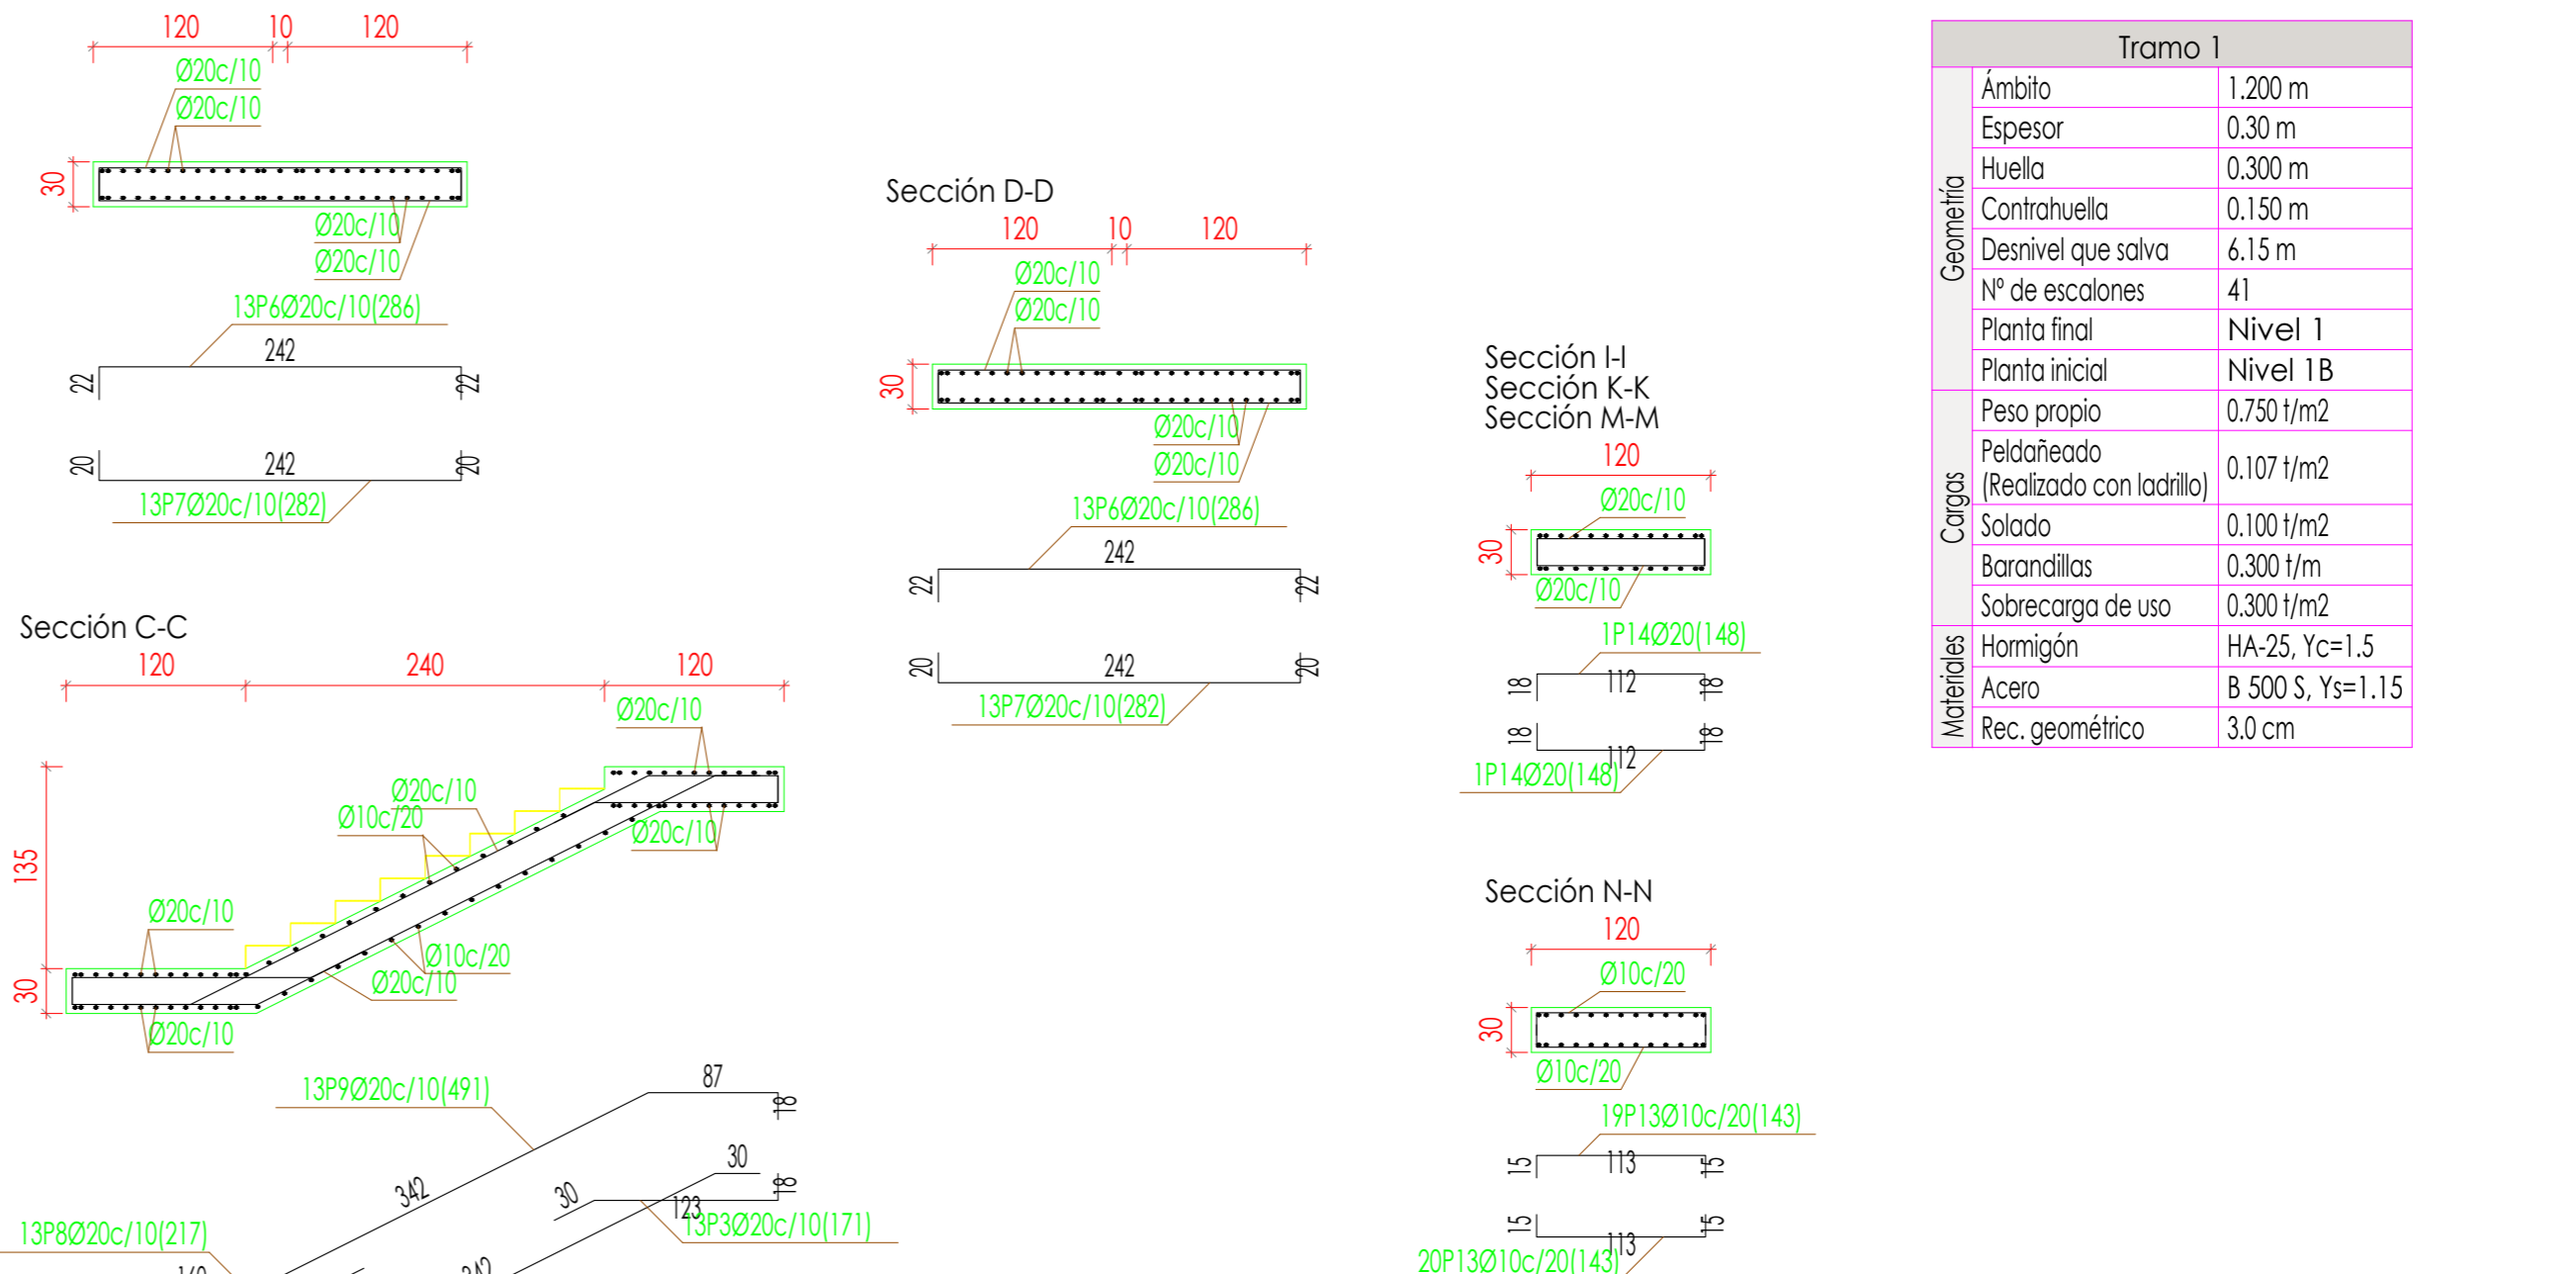 120 10 120
Ø20c/10
Ø20c/10
30
Ø20c/10
Ø20c/10
13P6Ø20c/10(286)
242
22 22
20 242 20
13P7Ø20c/10(282)
Sección D-D
120 10 120
Ø20c/10
Ø20c/10
30
Ø20c/10
Ø20c/10
13P6Ø20c/10(286)
242
22 22
20 242 20
13P7Ø20c/10(282)
Sección C-C
120 240 120
Ø20c/10
Ø20c/10
Ø10c/20
Ø20c/10
135
Ø20c/10
Ø10c/20
Ø20c/10
30
Ø20c/10
13P9Ø20c/10(491)
87
18
342
30
30
18
123
13P3Ø20c/10(171)
13P8Ø20c/10(217)
Sección I-I
Sección K-K
Sección M-M
120
Ø20c/10
30
Ø20c/10
1P14Ø20(148)
18 112 18
18 112 18
1P14Ø20(148)
Sección N-N
120
Ø10c/20
30
Ø10c/20
19P13Ø10c/20(143)
15 113 15
15 113 15
20P13Ø10c/20(143)
Tramo 1
Geometría
Ámbito 1.200 m
Espesor 0.30 m
Huella 0.300 m
Contrahuella 0.150 m
Desnivel que salva 6.15 m
Nº de escalones 41
Planta final Nivel 1
Planta inicial Nivel 1B
Cargas
Peso propio 0.750 t/m2
Peldañeado
(Realizado con ladrillo) 0.107 t/m2
Solado 0.100 t/m2
Barandillas 0.300 t/m
Sobrecarga de uso 0.300 t/m2
Materiales
Hormigón HA-25, Yc=1.5
Acero B 500 S, Ys=1.15
Rec. geométrico 3.0 cm